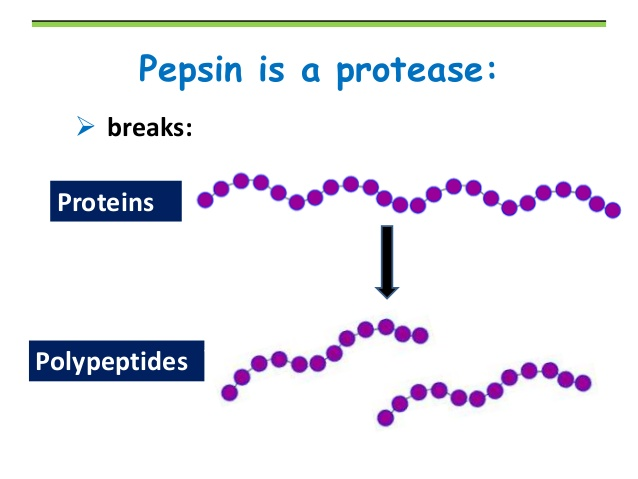 Pepsin is a protease:
breaks:
Proteins
Polypeptides